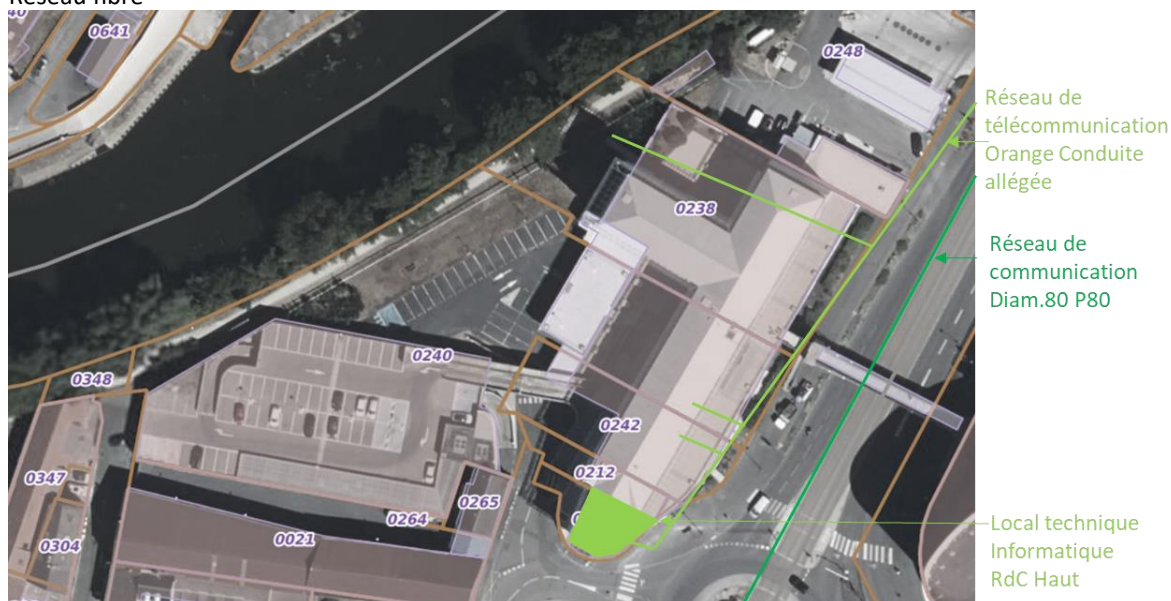 Réseau fibre
0641
0248
Réseau de
télécommunication
Orange Conduite
allégée
0238
Réseau de
communication
Diam.80 P80
0240
0348
0242
0212
0347
0265
0264
0021
0304
Local technique
Informatique
RdC Haut